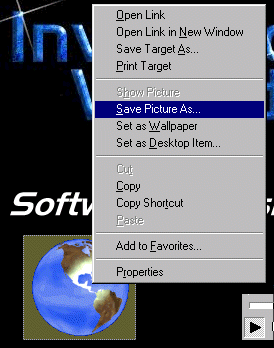 Inv
Open Link
Open Link in New Window
Save Target As...
Print Target
Show Picture
Save Picture As...
Set as Wallpaper
Set as Desktop Item...
Cut
Copy
Copy Shortcut
Paste
Add to Favorites...
Properties
Softw